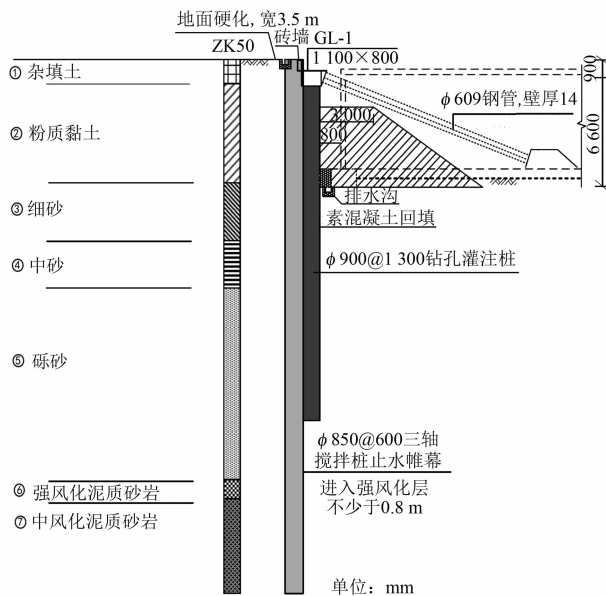 地面硬化, 宽3.5 m
ZK50
砖墙 GL-1
1 100×800
① 杂填土
ϕ 609钢管,壁厚14
900
6 600
3 000
800
② 粉质黏土
排水沟
③ 细砂
素混凝土回填
④ 中砂
ϕ 900@1 300钻孔灌注桩
⑤ 砾砂
ϕ 850@600三轴
搅拌桩止水帷幕
⑥ 强风化泥质砂岩
进入强风化层
不少于0.8 m
⑦ 中风化泥质砂岩
单位：mm